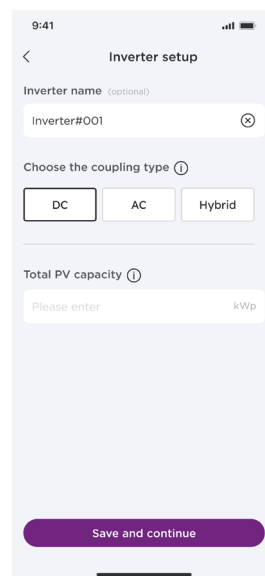 9:41
Inverter setup
Inverter name (optional)
Inverter#001
Choose the coupling type
DC AC Hybrid
Total PV capacity
Please enter kWp
Save and continue